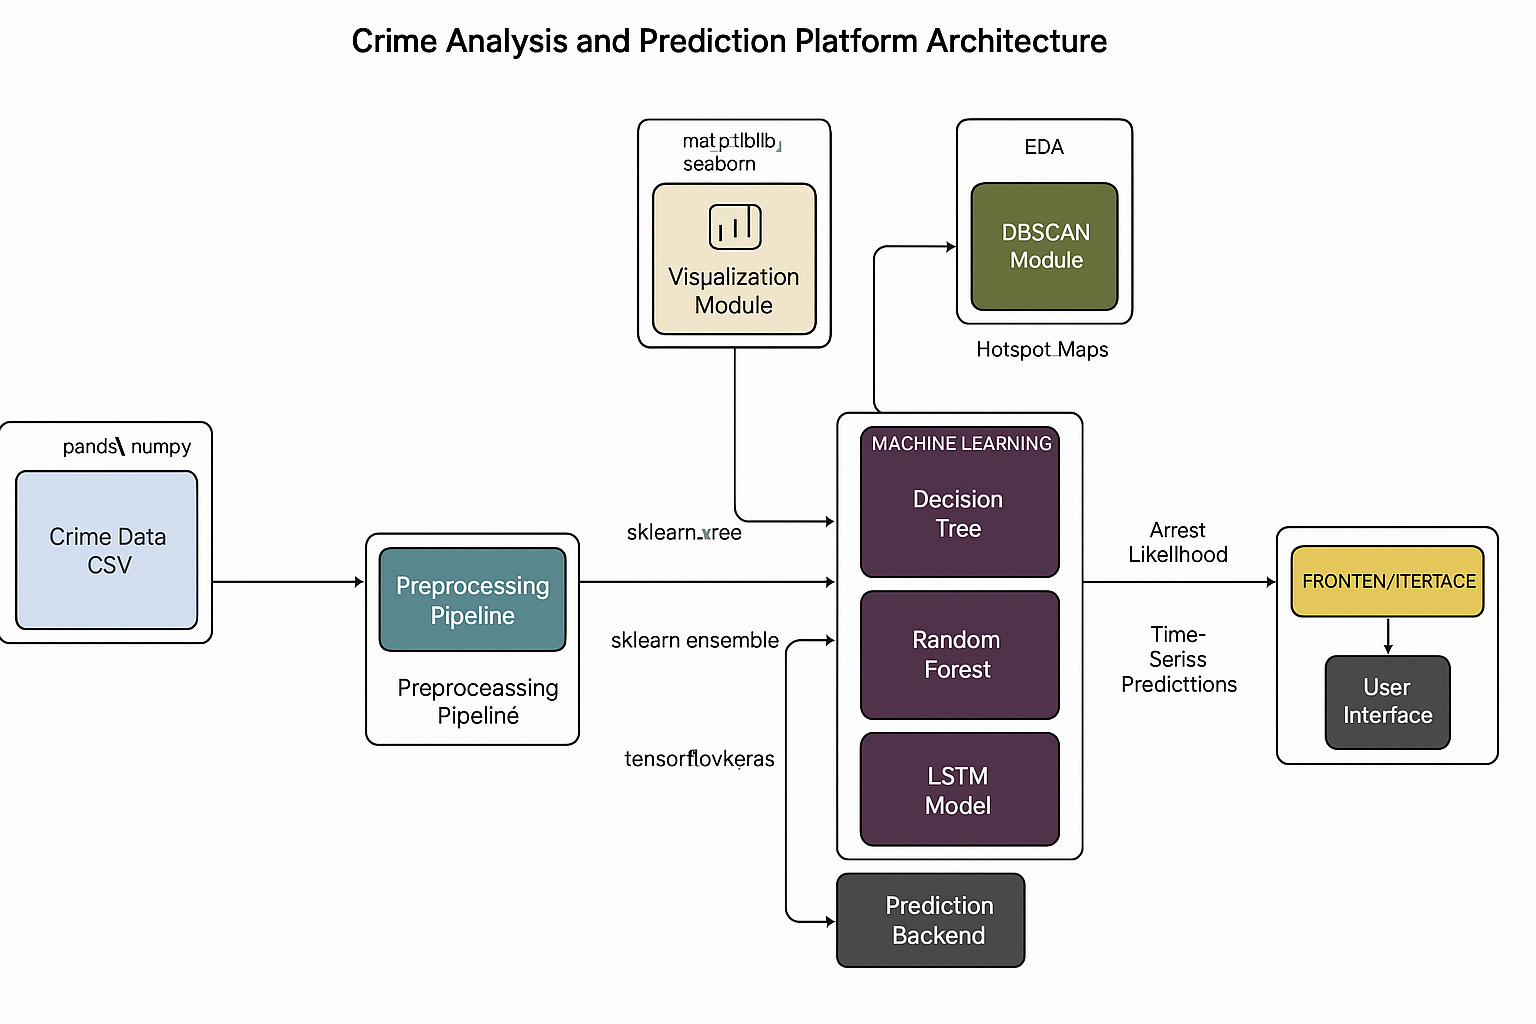 Crime Analysis and Prediction Platform Architecture
seaborn
Visµalization
Module
EDA
DBSCAN
Module
Hotspot Maps
pands\ numpy
Crime Data
CSV
Preprocessing
Pipeline
Preproceassing
Pipeliné
sklearn ensemble
MACHINE LEARNING
Decision
Tree
Random
Forest
LSTM
Model
Prediction
Backend
Arrest
Likellhood
Time-
Seriss
Predicttions
FRONTEN/ITERTACE
User
Interface